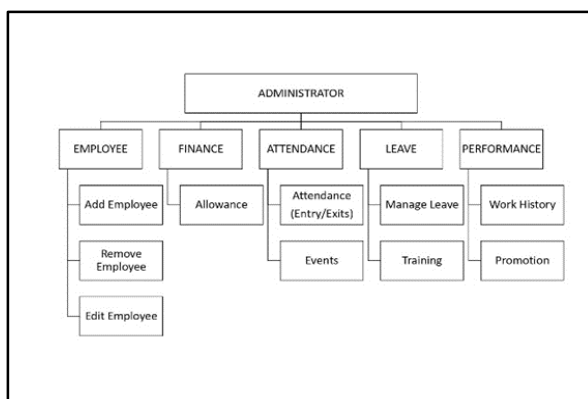 ADMINISTRATOR
EMPLOYEE
FINANCE
ATTENDANCE
LEAVE
PERFORMANCE
Add Employee
Allowance
Attendance
(Entry/Exits)
Manage Leave
Work History
Remove
Employee
Events
Training
Promotion
Edit Employee